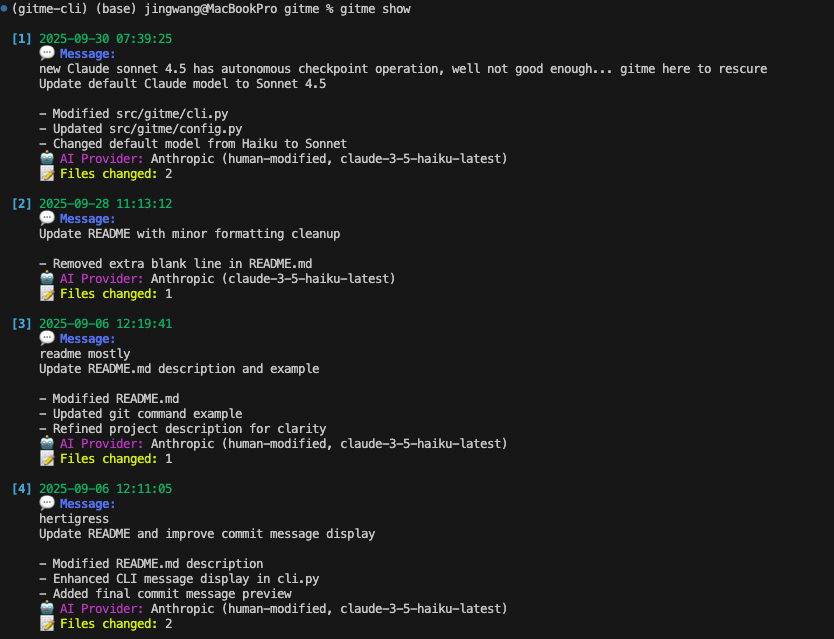 (gitme-cli) (base) jingwang@MacBookPro gitme % gitme show
[1] 2025-09-30 07:39:25
💬 Message:
new Claude sonnet 4.5 has autonomous checkpoint operation, well not good enough... gitme here to rescure
Update default Claude model to Sonnet 4.5
- Modified src/gitme/cli.py
- Updated src/gitme/config.py
- Changed default model from Haiku to Sonnet
🤖 AI Provider: Anthropic (human-modified, claude-3-5-haiku-latest)
📝 Files changed: 2
[2] 2025-09-28 11:13:12
💬 Message:
Update README with minor formatting cleanup
- Removed extra blank line in README.md
🤖 AI Provider: Anthropic (claude-3-5-haiku-latest)
📝 Files changed: 1
[3] 2025-09-06 12:19:41
💬 Message:
readme mostly
Update README.md description and example
- Modified README.md
- Updated git command example
- Refined project description for clarity
🤖 AI Provider: Anthropic (human-modified, claude-3-5-haiku-latest)
📝 Files changed: 1
[4] 2025-09-06 12:11:05
💬 Message:
hertigress
Update README and improve commit message display
- Modified README.md description
- Enhanced CLI message display in cli.py
- Added final commit message preview
🤖 AI Provider: Anthropic (human-modified, claude-3-5-haiku-latest)
📝 Files changed: 2